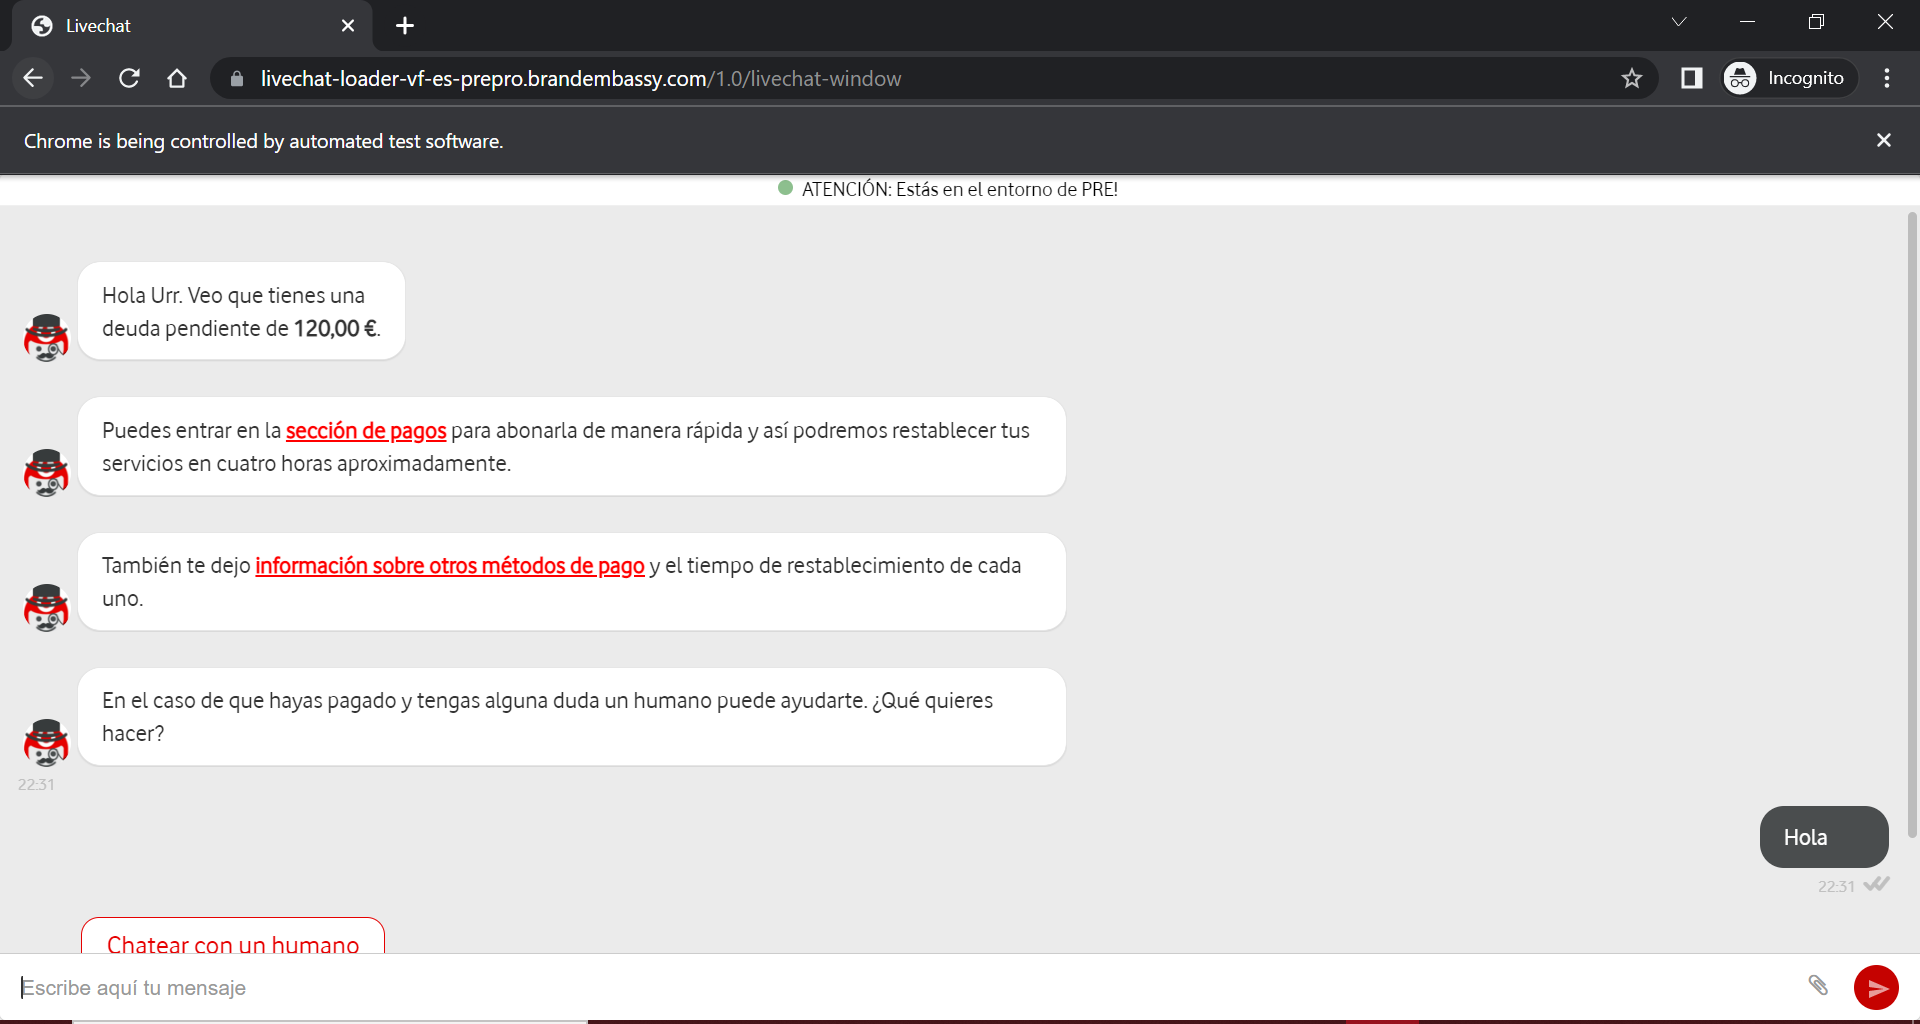 Livechat
livechat-loader-vf-es-prepro.brandembassy.com/1.0/livechat-window
Incognito
Chrome is being controlled by automated test software.
ATENCIÓN: Estás en el entorno de PRE!
Hola Urr. Veo que tienes una
deuda pendiente de 120,00 €.
Puedes entrar en la sección de pagos para abonarla de manera rápida y así podremos restablecer tus
servicios en cuatro horas aproximadamente.
También te dejo información sobre otros métodos de pago y el tiempo de restablecimiento de cada
uno.
En el caso de que hayas pagado y tengas alguna duda un humano puede ayudarte. ¿Qué quieres
hacer?
22:31
Hola
22:31
Chatear con un humano
Escribe aquí tu mensaje